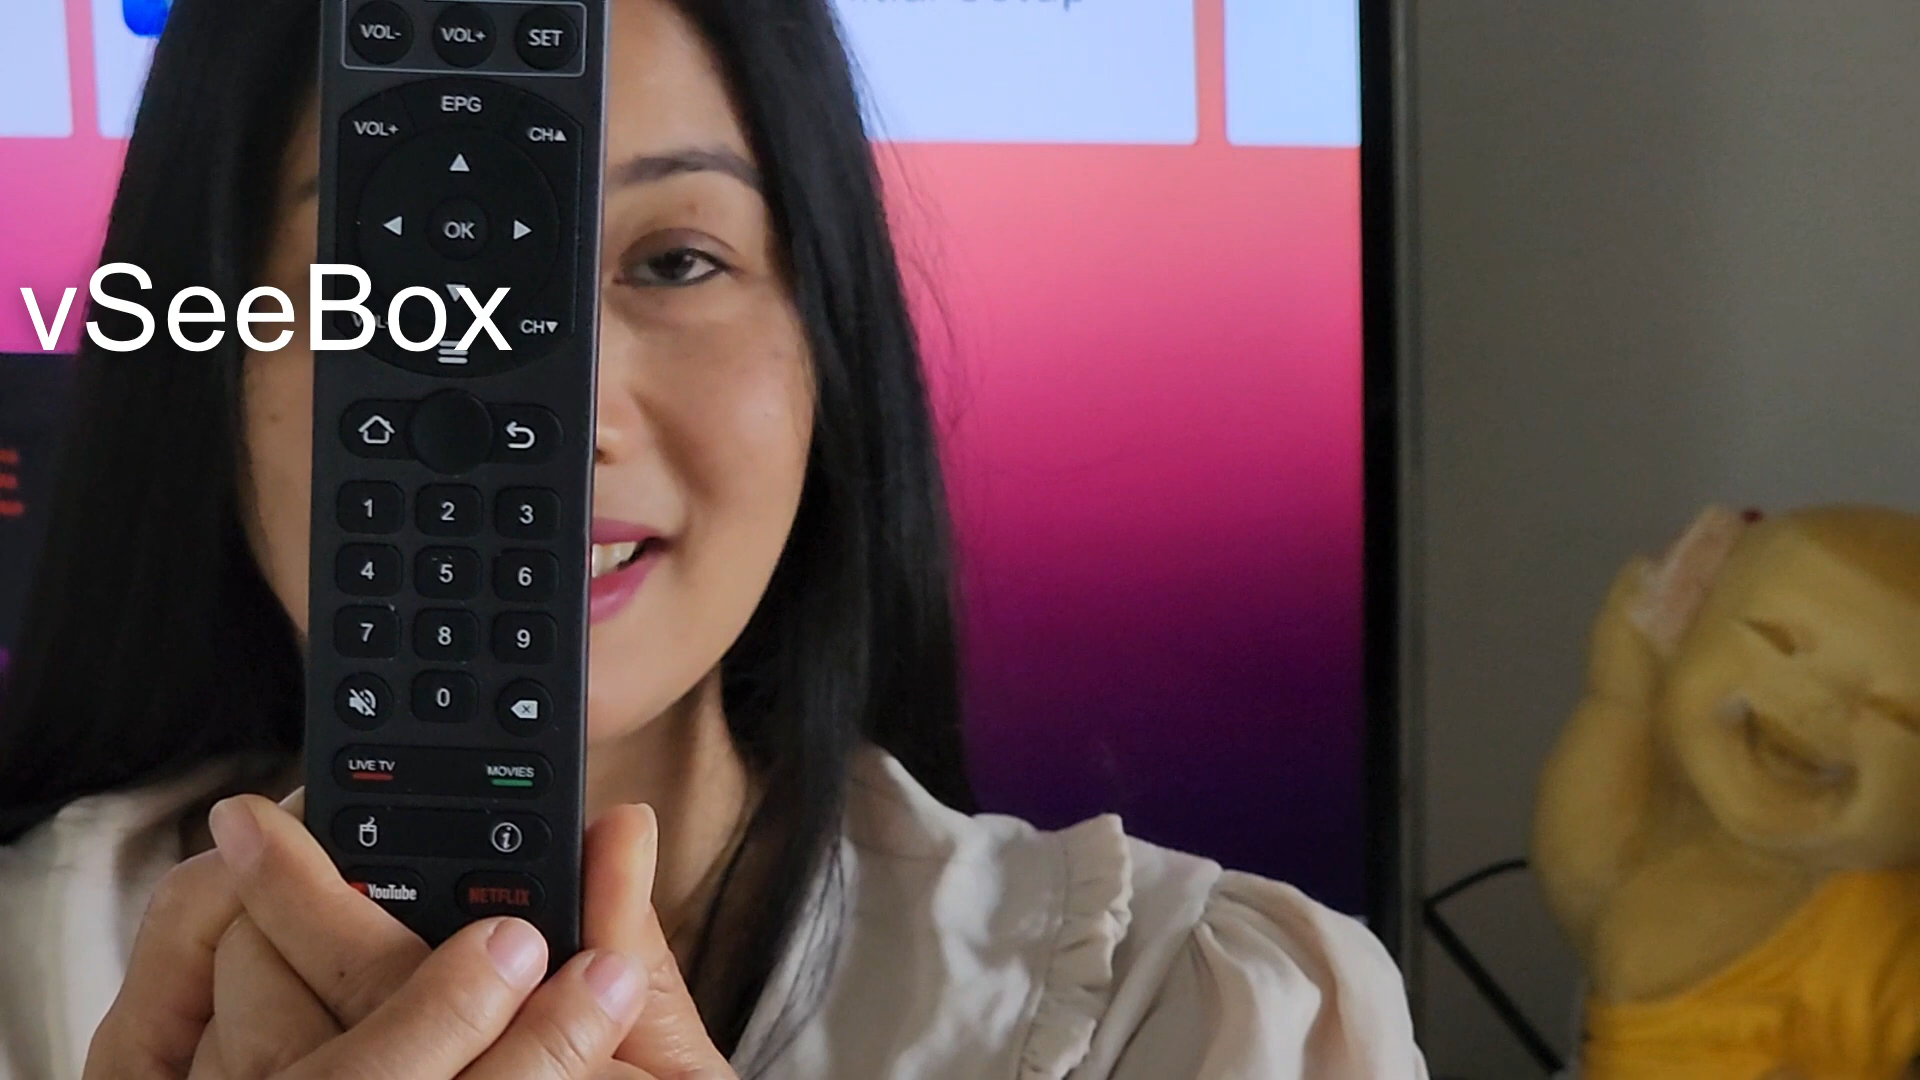 VOL- VOL+ SET
EPG
VOL+ CH▲
OK
vSeeBox
VOL- CH▼
1 2 3
4 5 6
7 8 9
0
LIVE TV MOVIES
i
YouTube NETFLIX